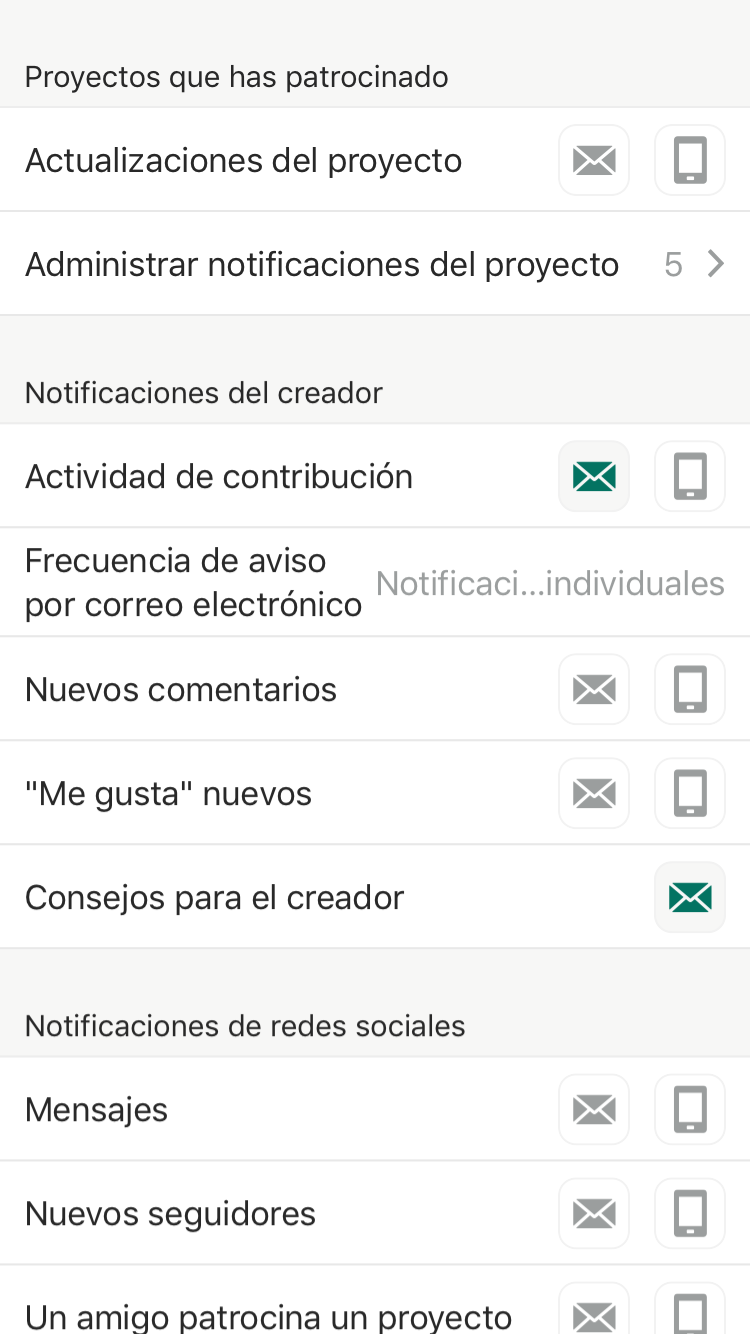 Proyectos que has patrocinado
Actualizaciones del proyecto
Administrar notificaciones del proyecto 5
Notificaciones del creador
Actividad de contribución
Frecuencia de aviso
por correo electrónico
Notificaci...individuales
Nuevos comentarios
"Me gusta" nuevos
Consejos para el creador
Notificaciones de redes sociales
Mensajes
Nuevos seguidores
Un amigo patrocina un proyecto